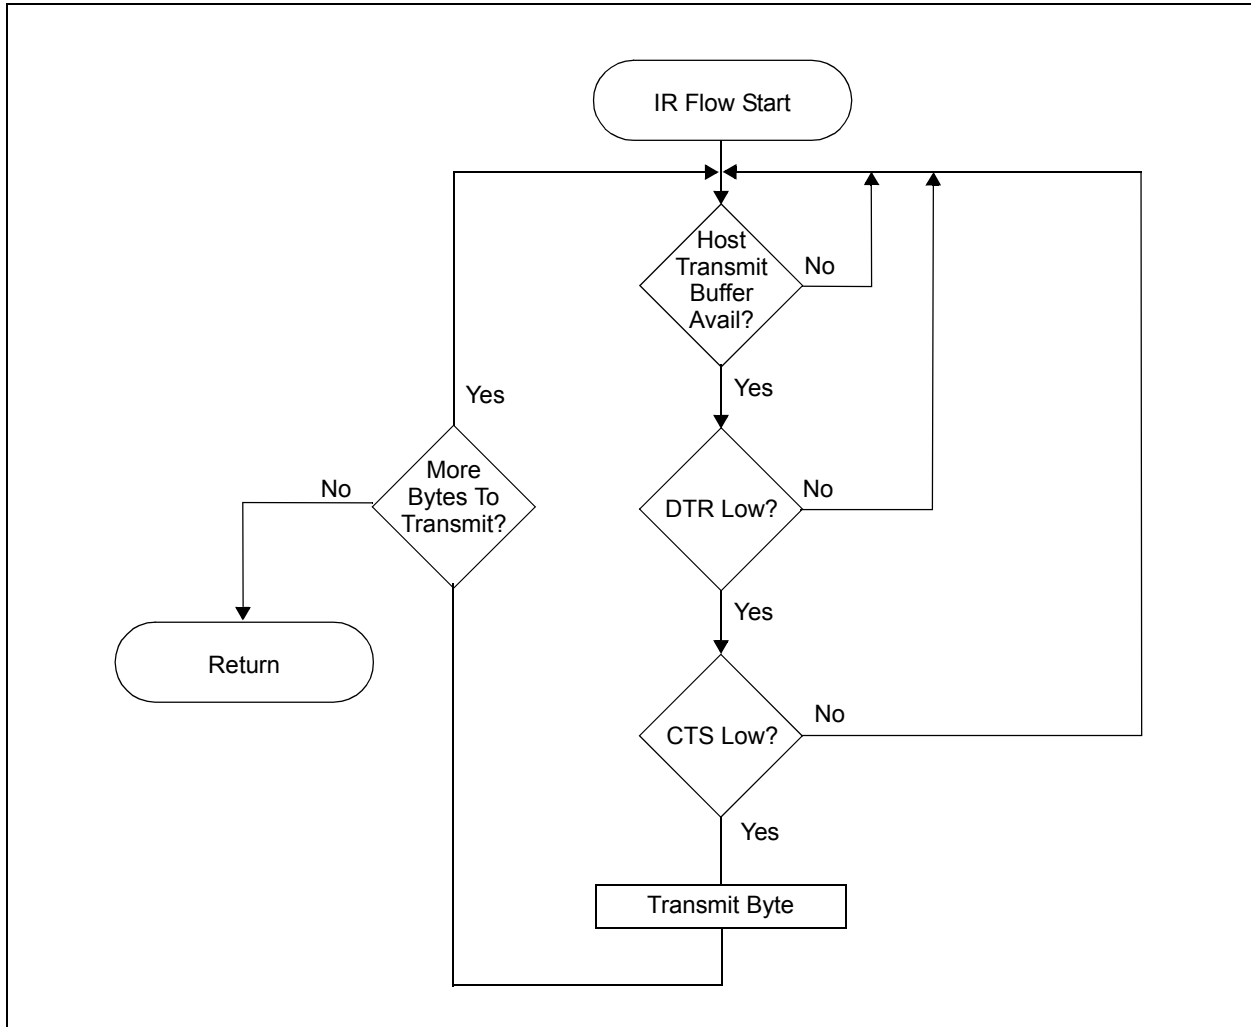 IR Flow Start
Host
Transmit
Buffer
Avail?
No
Yes
DTR Low?
No
Yes
CTS Low?
No
Yes
Transmit Byte
More
Bytes To
Transmit?
Yes
No
Return